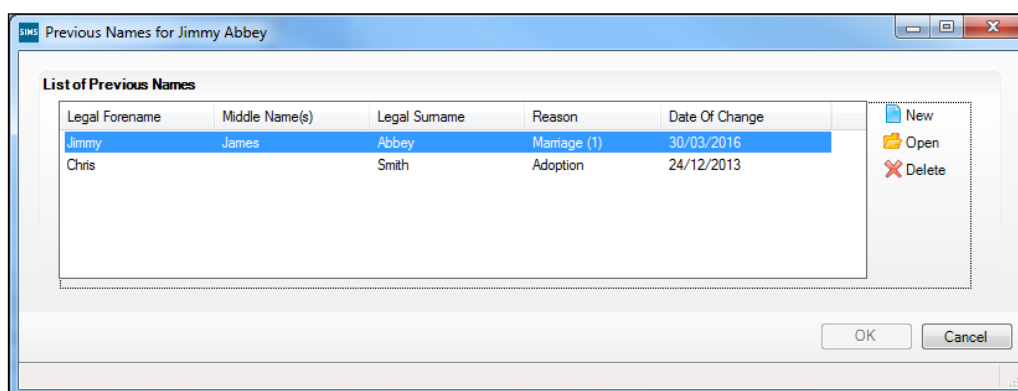 SIMS Previous Names for Jimmy Abbey
List of Previous Names
Legal Forename Middle Name(s) Legal Surname Reason Date Of Change
Jimmy James Abbey Marriage (1) 30/03/2016
Chris Smith Adoption 24/12/2013
New
Open
Delete
OK Cancel